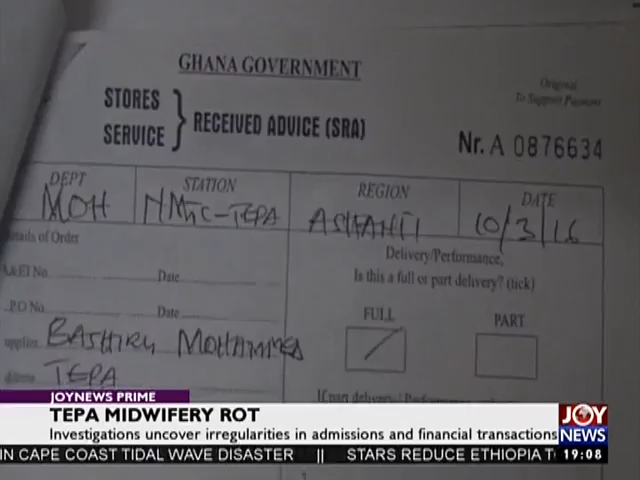 GHANA GOVERNMENT
Original
To Support Payment
STORES
SERVICE
RECEIVED ADVICE (SRA)
Nr. A 0876634
DEPT
STATION
REGION
DATE
MOH
NMTC-TEPA
ASHANTI
10/3/16
Details of Order
Delivery/Performance,
Is this a full or part delivery? (tick)
A&EI No.
Date
FULL
PART
P.O No.
Date
BASHIRU MOHAMMED
TEPA
JOYNEWS PRIME
TEPA MIDWIFERY ROT
Investigations uncover irregularities in admissions and financial transactions
JOY
NEWS
IN CAPE COAST TIDAL WAVE DISASTER || STARS REDUCE ETHIOPIA
19:08